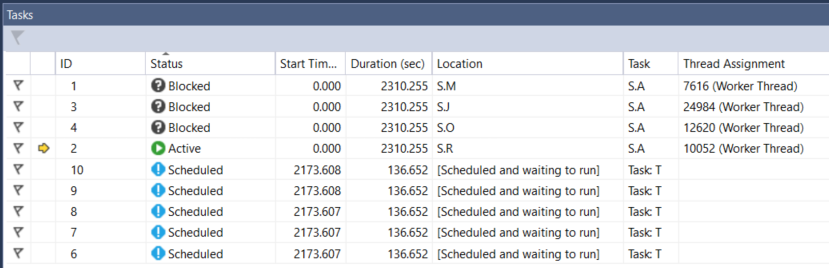 Tasks
ID Status Start Tim... Duration (sec) Location Task Thread Assignment
1 Blocked 0.000 2310.255 S.M S.A 7616 (Worker Thread)
3 Blocked 0.000 2310.255 S.J S.A 24984 (Worker Thread)
4 Blocked 0.000 2310.255 S.O S.A 12620 (Worker Thread)
2 Active 0.000 2310.255 S.R S.A 10052 (Worker Thread)
10 Scheduled 2173.608 136.652 [Scheduled and waiting to run] Task: T
9 Scheduled 2173.608 136.652 [Scheduled and waiting to run] Task: T
8 Scheduled 2173.607 136.652 [Scheduled and waiting to run] Task: T
7 Scheduled 2173.607 136.652 [Scheduled and waiting to run] Task: T
6 Scheduled 2173.607 136.652 [Scheduled and waiting to run] Task: T